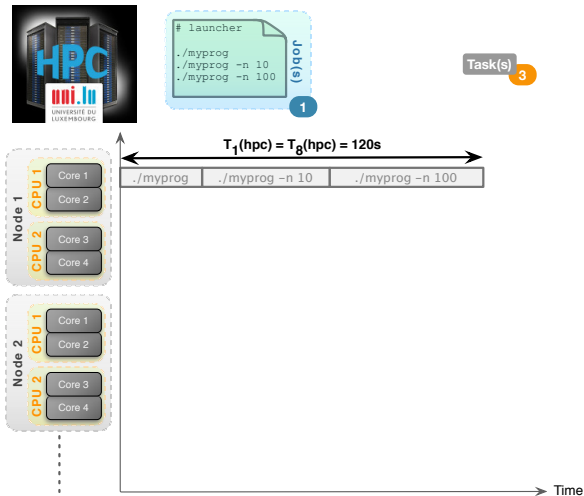 HPC
uni.lu
UNIVERSITÉ DU
LUXEMBOURG
# launcher
./myprog
./myprog -n 10
./myprog -n 100
Job(s)
1
Task(s)
3
T1(hpc) = T8(hpc) = 120s
./myprog
./myprog -n 10
./myprog -n 100
Node 1
CPU 1
Core 1
Core 2
CPU 2
Core 3
Core 4
Node 2
CPU 1
Core 1
Core 2
CPU 2
Core 3
Core 4
Time